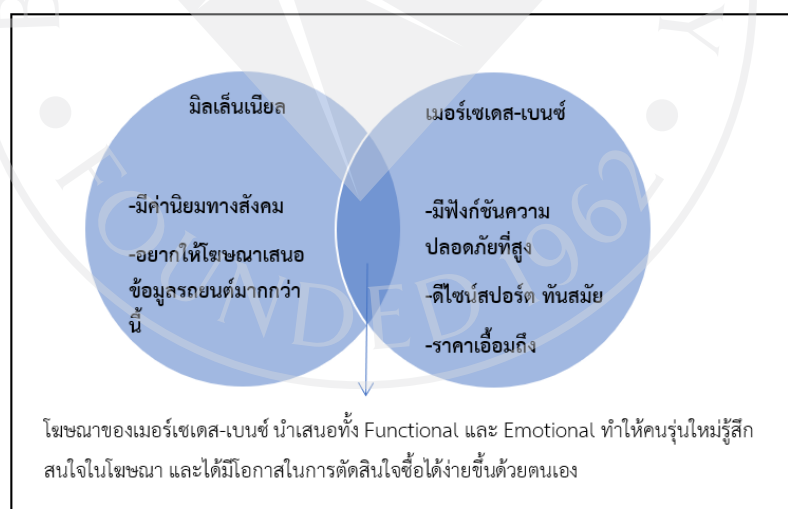 มิลเล็นเนียล
-มีค่านิยมทางสังคม
-อยากให้โฆษณาเสนอ
ข้อมูลรถยนต์มากกว่า
นี้
เมอร์เซเดส-เบนซ์
-มีฟังก์ชันความ
ปลอดภัยที่สูง
-ดีไซน์สปอร์ต ทันสมัย
-ราคาเอื้อมถึง
โฆษณาของเมอร์เซเดส-เบนซ์ นำเสนอทั้ง Functional และ Emotional ทำให้คนรุ่นใหม่รู้สึก
สนใจในโฆษณา และได้มีโอกาสในการตัดสินใจซื้อได้ง่ายขึ้นด้วยตนเอง
FOUNDED 1962